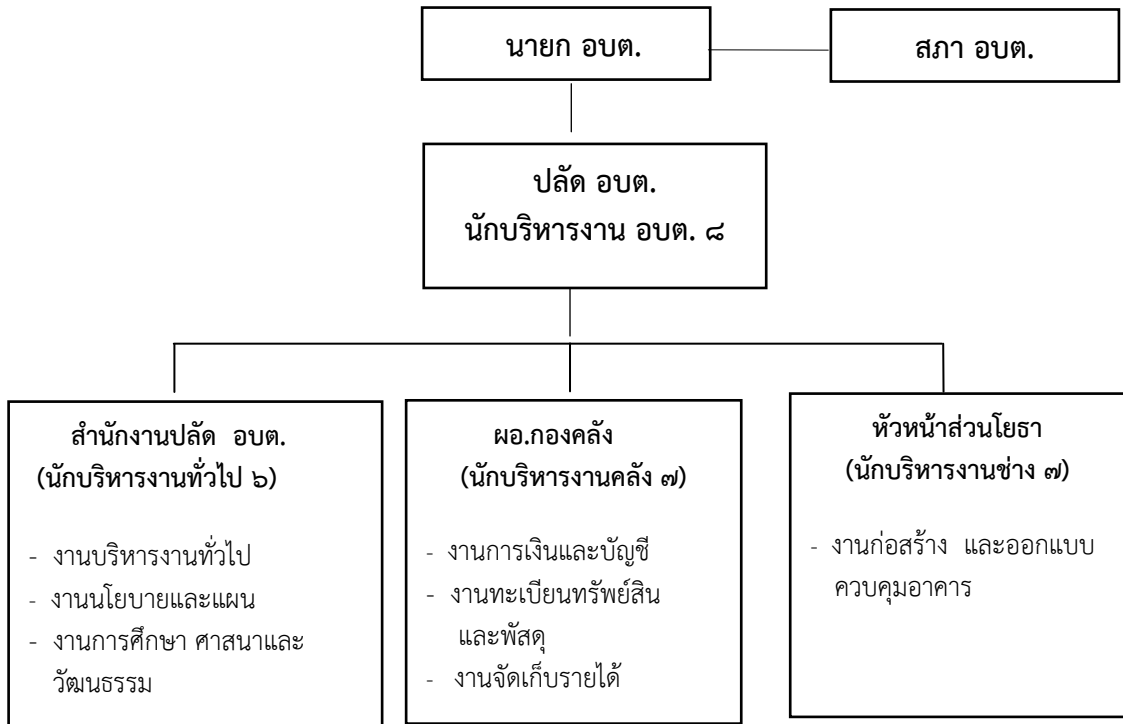 นายก อบต.
สภา อบต.
ปลัด อบต.
นักบริหารงาน อบต. ๘
สำนักงานปลัด อบต.
(นักบริหารงานทั่วไป ๖)
- งานบริหารงานทั่วไป
- งานนโยบายและแผน
- งานการศึกษา ศาสนาและ
วัฒนธรรม
ผอ.กองคลัง
(นักบริหารงานคลัง ๗)
- งานการเงินและบัญชี
- งานทะเบียนทรัพย์สิน
และพัสดุ
- งานจัดเก็บรายได้
หัวหน้าส่วนโยธา
(นักบริหารงานช่าง ๗)
- งานก่อสร้าง และออกแบบ
ควบคุมอาคาร